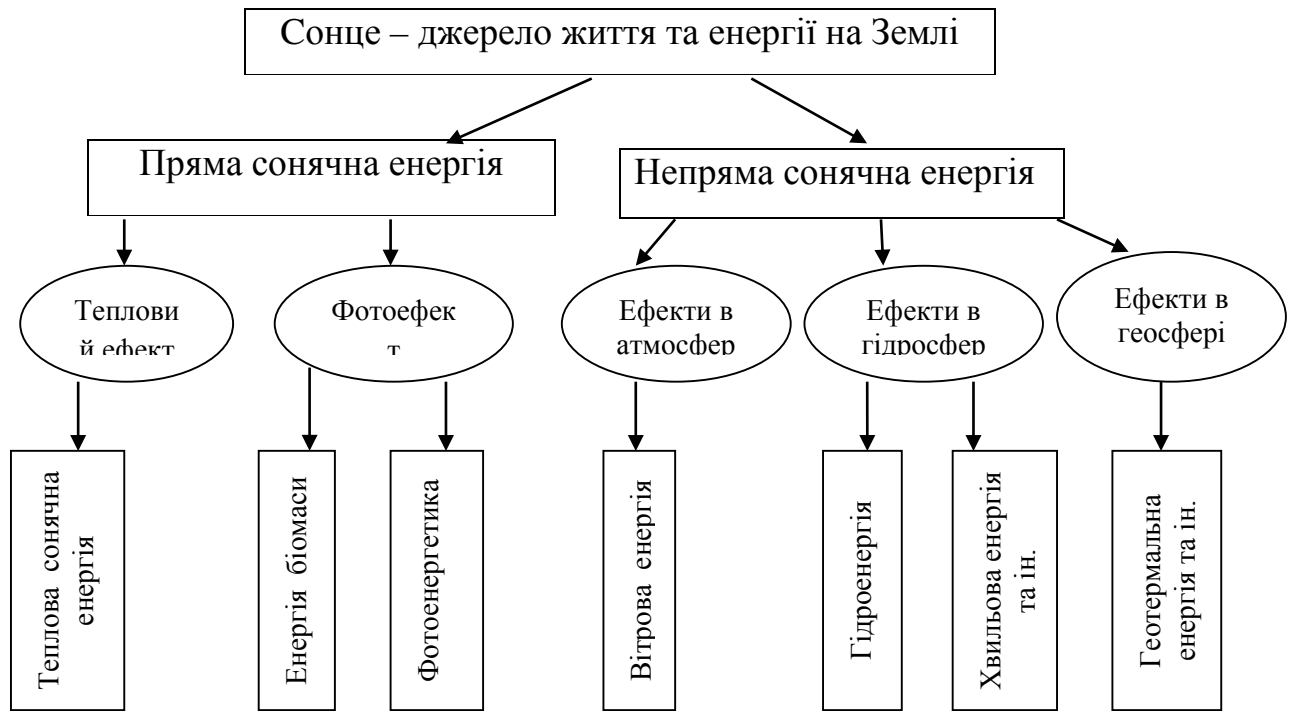 Сонце – джерело життя та енергії на Землі
Пряма сонячна енергія
Непряма сонячна енергія
Теплови
й ефект
Фотоефек
т
Ефекти в
атмосфер
Ефекти в
гідросфер
Ефекти в
геосфері
Теплова сонячна
енергія
Енергія біомаси
Фотоенергетика
Вітрова енергія
Гідроенергія
Хвильова енергія
та ін.
Геотермальна
енергія та ін.